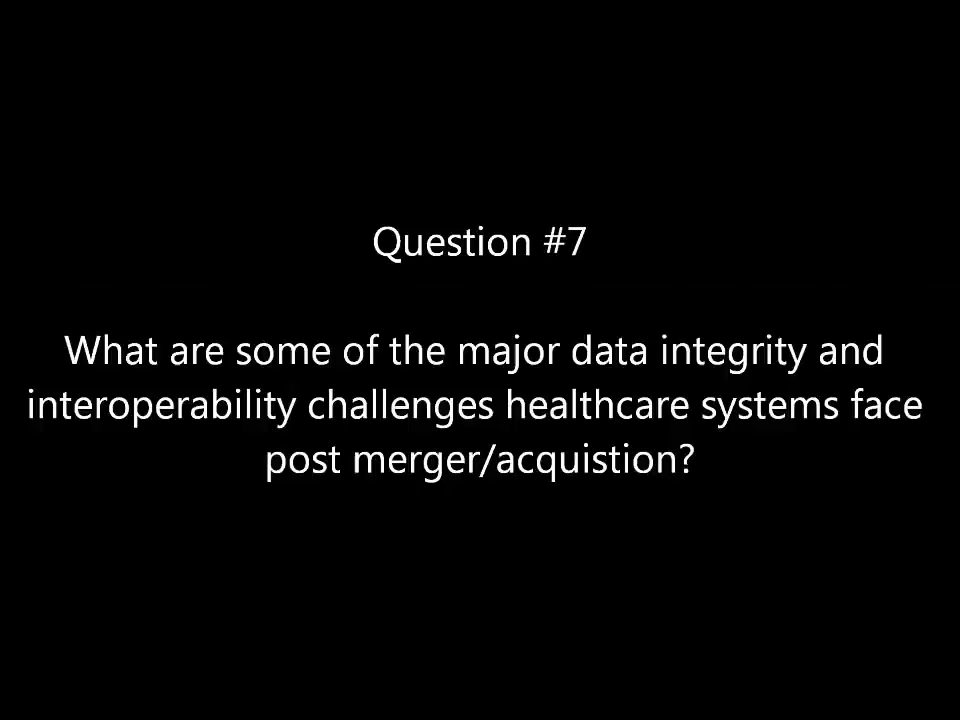 Question #7
What are some of the major data integrity and
interoperability challenges healthcare systems face
post merger/acquistion?